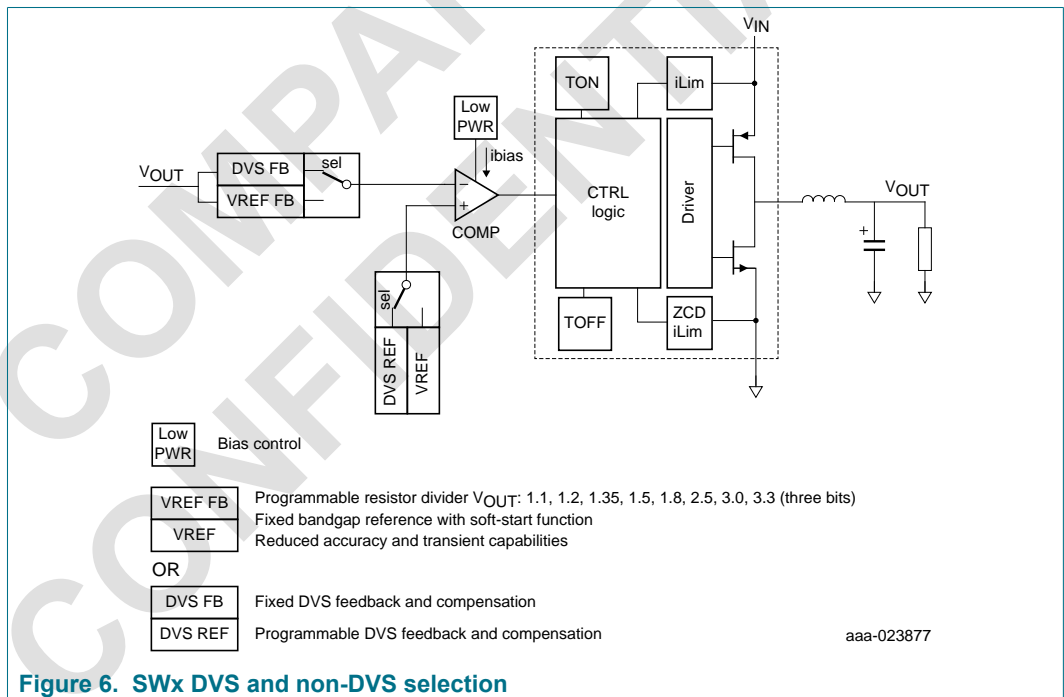 COMPANY
CONFIDENTIAL
VIN
TON
iLim
Low
PWR
ibias
VOUT
DVS FB
sel
VREF FB
−
+
COMP
CTRL
logic
Driver
VOUT
+
sel
DVS REF
VREF
TOFF
ZCD
iLim
Low
PWR
Bias control
VREF FB
Programmable resistor divider VOUT: 1.1, 1.2, 1.35, 1.5, 1.8, 2.5, 3.0, 3.3 (three bits)
Fixed bandgap reference with soft-start function
VREF
Reduced accuracy and transient capabilities
OR
DVS FB
Fixed DVS feedback and compensation
DVS REF
Programmable DVS feedback and compensation
aaa-023877
Figure 6. SWx DVS and non-DVS selection